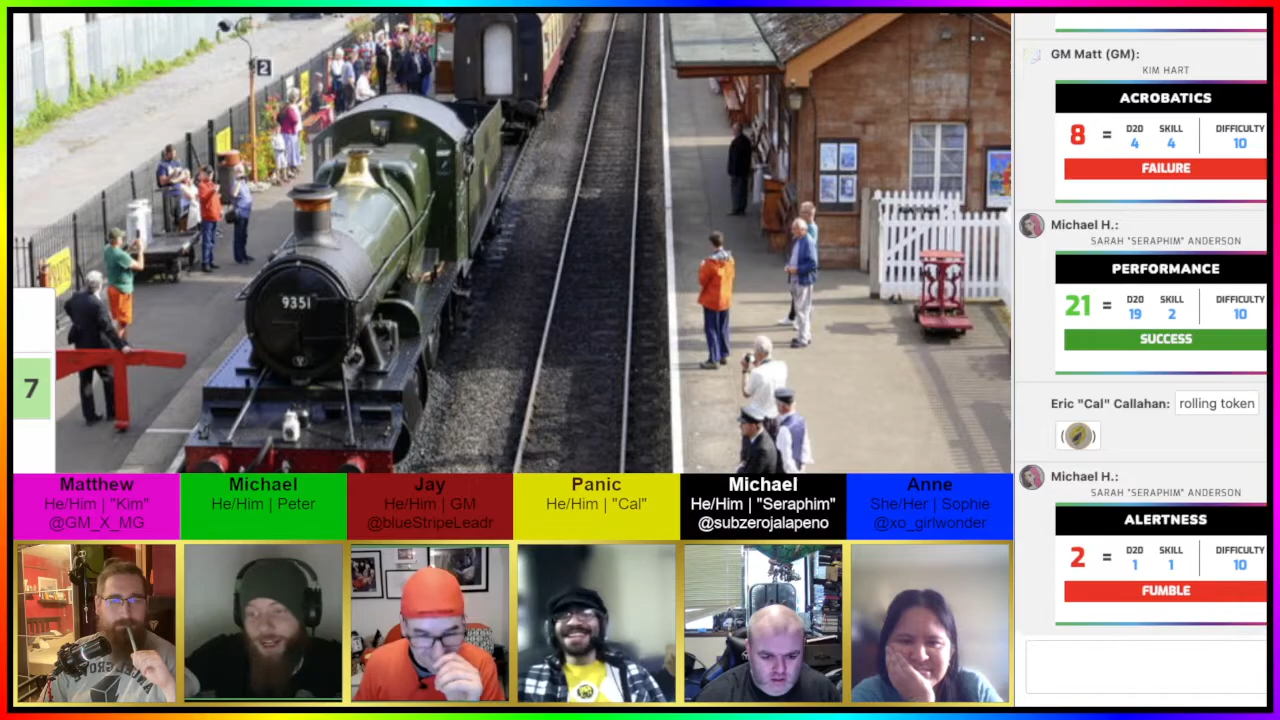 2
9351
7
GM Matt (GM):
KIM HART
ACROBATICS
8 = D20 4 SKILL 4 DIFFICULTY 10
FAILURE
Michael H.:
SARAH "SERAPHIM" ANDERSON
PERFORMANCE
21 = D20 19 SKILL 2 DIFFICULTY 10
SUCCESS
Eric "Cal" Callahan: rolling token
Michael H.:
SARAH "SERAPHIM" ANDERSON
ALERTNESS
2 = D20 1 SKILL 1 DIFFICULTY 10
FUMBLE
Matthew
He/Him | "Kim"
@GM_X_MG
Michael
He/Him | Peter
Jay
He/Him | GM
@blueStripeLeadr
Panic
He/Him | "Cal"
Michael
He/Him | "Seraphim"
@subzerojalapeno
Anne
She/Her | Sophie
@xo_girlwonder